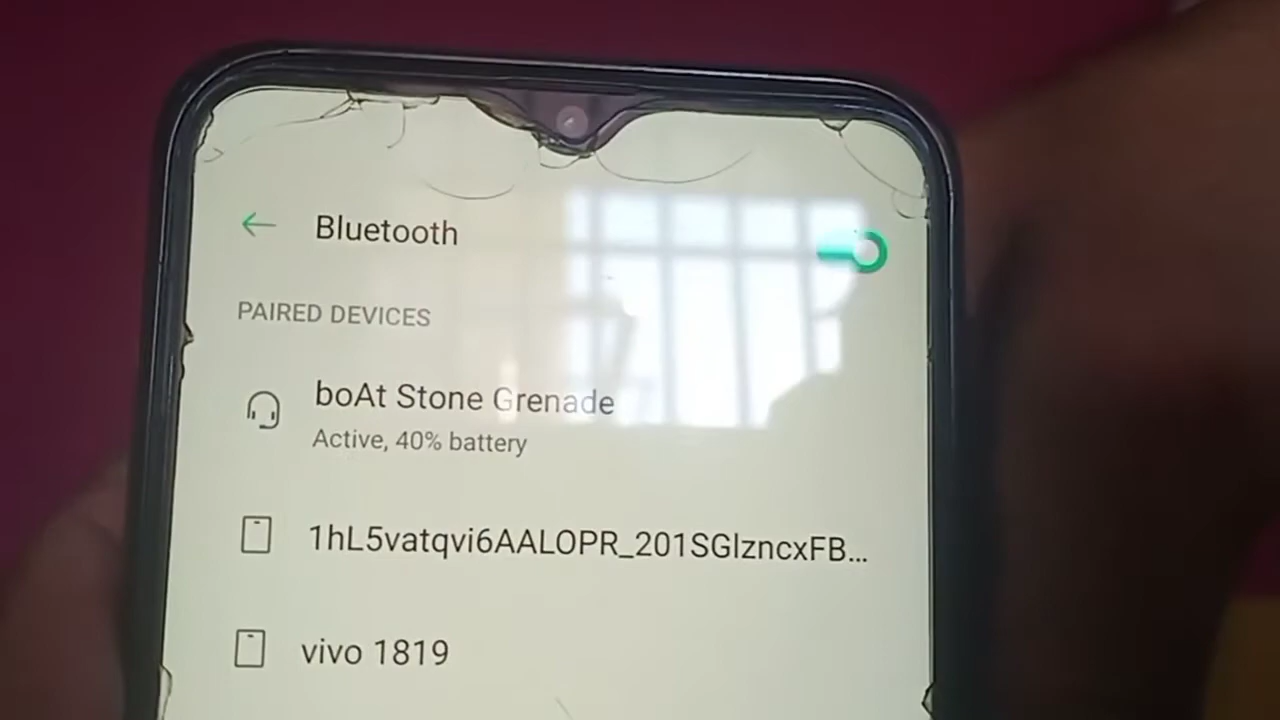 Bluetooth
PAIRED DEVICES
boAt Stone Grenade
Active, 40% battery
1hL5vatqvi6AALOPR_201SGlzncxFB...
vivo 1819